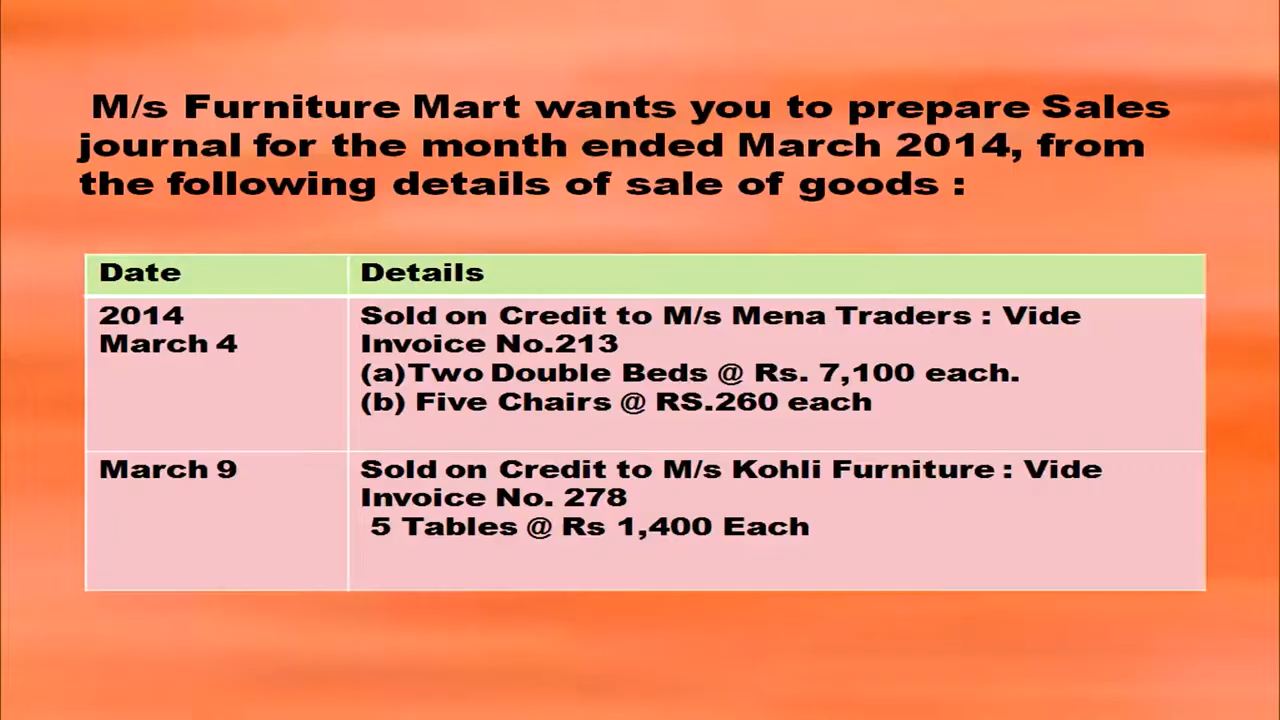 M/s Furniture Mart wants you to prepare Sales
journal for the month ended March 2014, from
the following details of sale of goods :
Date
Details
2014
March 4
Sold on Credit to M/s Mena Traders : Vide
Invoice No.213
(a)Two Double Beds @ Rs. 7,100 each.
(b) Five Chairs @ RS.260 each
March 9
Sold on Credit to M/s Kohli Furniture : Vide
Invoice No. 278
5 Tables @ Rs 1,400 Each